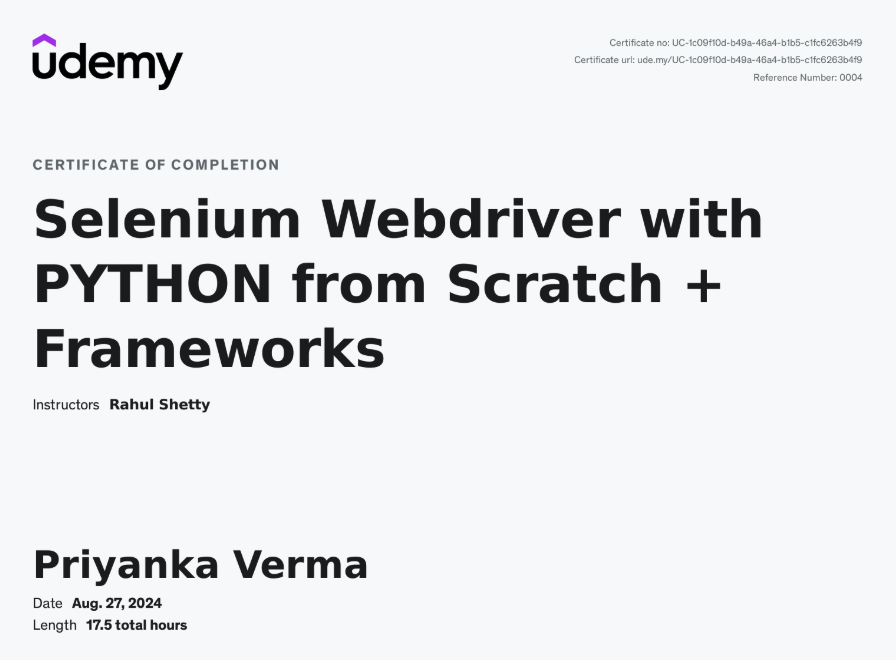 udemy
Certificate no: UC-1c09f10d-b49a-46a4-b1b5-c1fc6263b4f9
Certificate url: ude.my/UC-1c09f10d-b49a-46a4-b1b5-c1fc6263b4f9
Reference Number: 0004
CERTIFICATE OF COMPLETION
Selenium Webdriver with
PYTHON from Scratch +
Frameworks
Instructors Rahul Shetty
Priyanka Verma
Date Aug. 27, 2024
Length 17.5 total hours